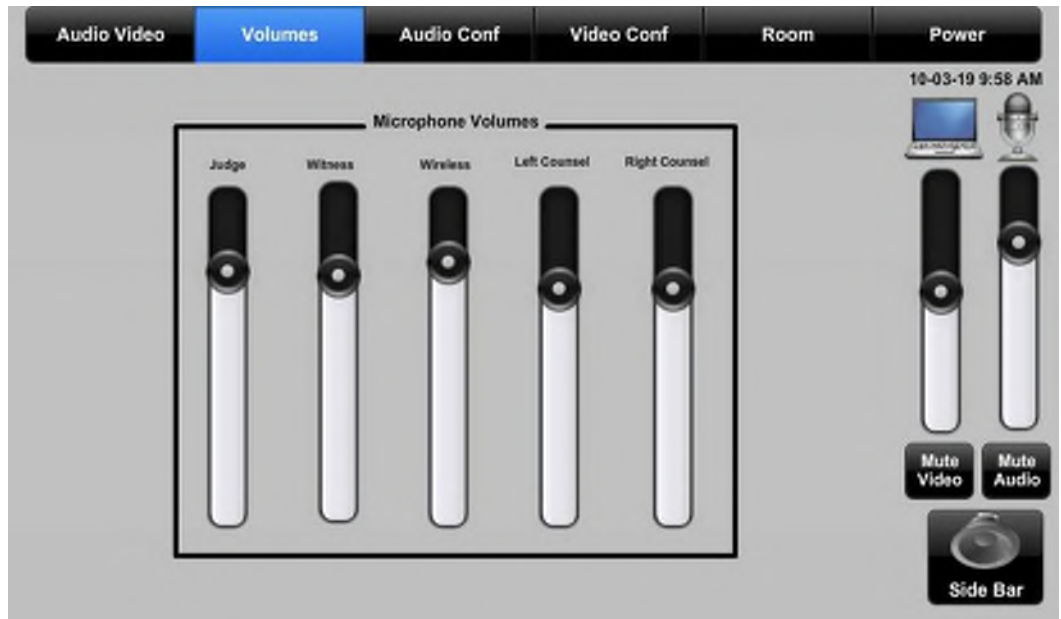 Audio Video
Volumes
Audio Conf
Video Conf
Room
Power
10-03-19 9:58 AM
Microphone Volumes
Judge
Witness
Wireless
Left Counsel
Right Counsel
Mute
Video
Mute
Audio
Side Bar